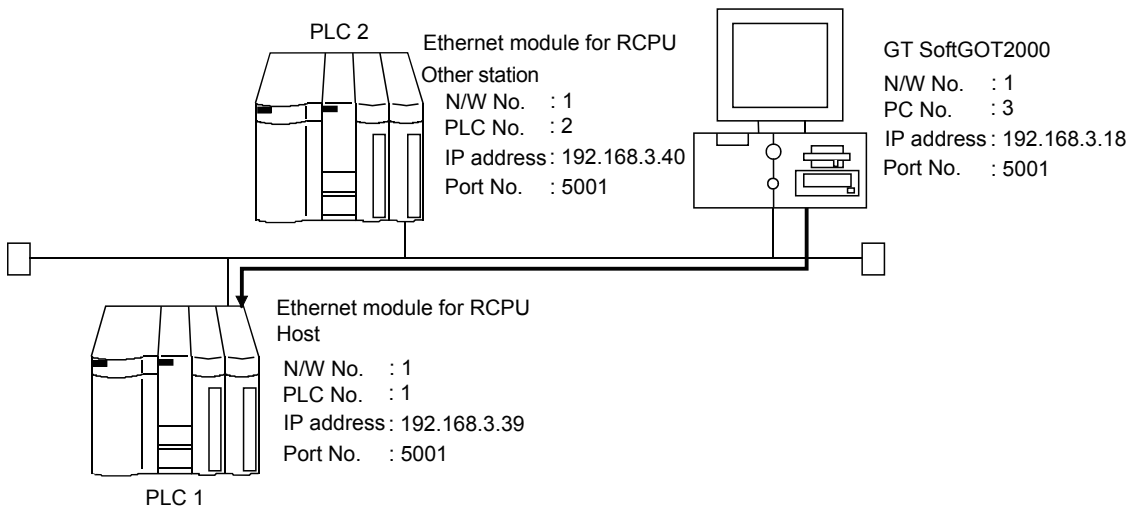 PLC 2
Ethernet module for RCPU
Other station
N/W No. : 1
PLC No. : 2
IP address : 192.168.3.40
Port No. : 5001
GT SoftGOT2000
N/W No. : 1
PC No. : 3
IP address : 192.168.3.18
Port No. : 5001
Ethernet module for RCPU
Host
N/W No. : 1
PLC No. : 1
IP address : 192.168.3.39
Port No. : 5001
PLC 1